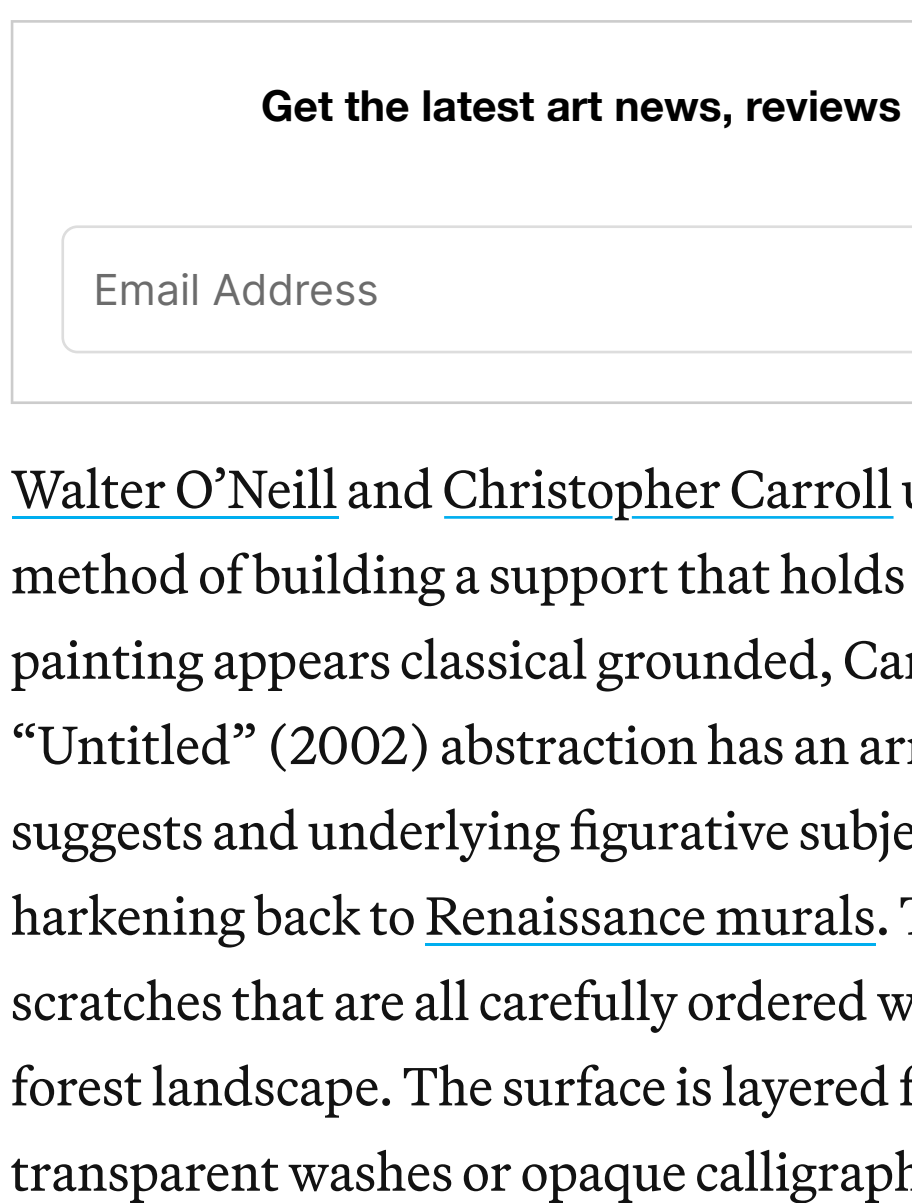 Get the latest art news, reviews
Email Address
Walter O’Neill and Christopher Carroll
method of building a support that holds
painting appears classical grounded,
“Untitled” (2002) abstraction has an
suggests and underlying figurative
harkening back to Renaissance murals.
scratches that are all carefully ordered
forest landscape. The surface is layered
transparent washes or opaque